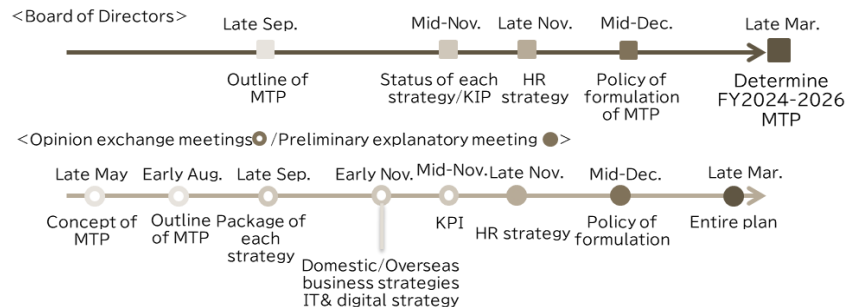 <Board of Directors>
Late Sep. Mid-Nov. Late Nov. Mid-Dec. Late Mar.
Outline of MTP
Status of each strategy/KIP
HR strategy
Policy of formulation of MTP
Determine FY2024-2026 MTP
<Opinion exchange meetings /Preliminary explanatory meeting >
Late May Early Aug. Late Sep. Early Nov. Mid-Nov. Late Nov. Mid-Dec. Late Mar.
Concept of MTP
Outline of MTP
Package of each strategy
Domestic/Overseas business strategies IT& digital strategy
KPI
HR strategy
Policy of formulation
Entire plan